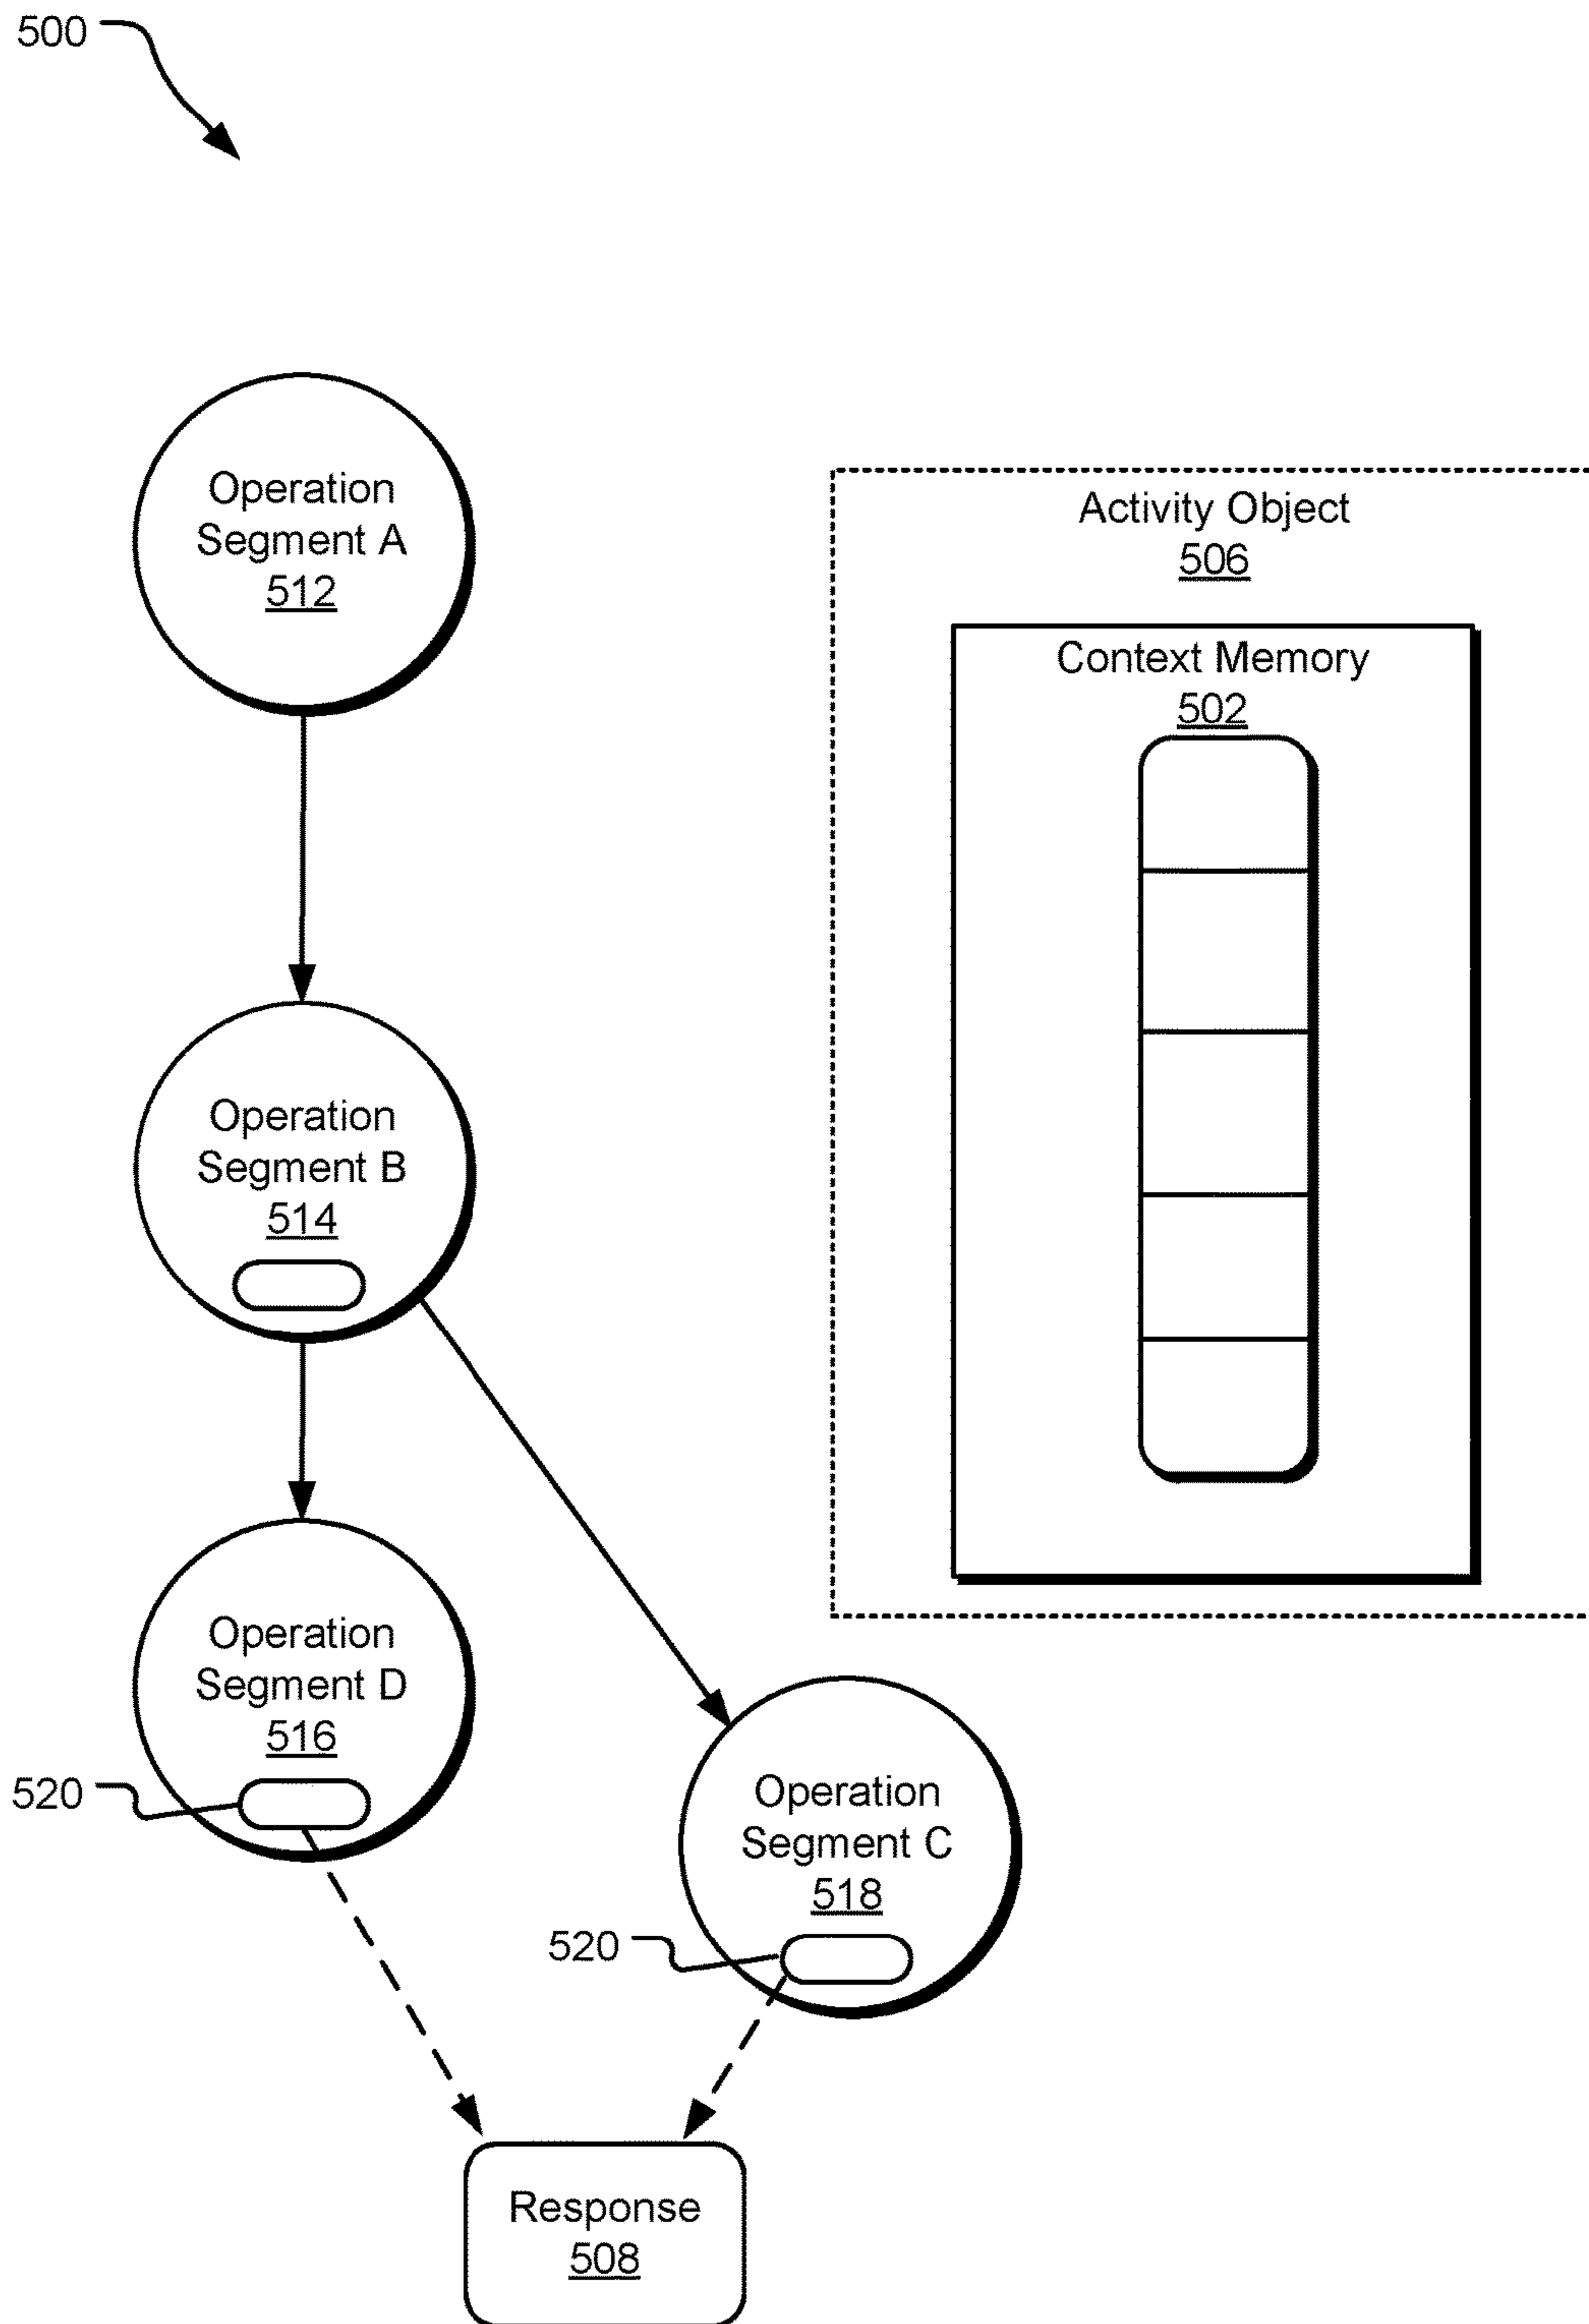 500
Operation
Segment A
512
Activity Object
506
Context Memory
502
Operation
Segment B
514
Operation
Segment D
516
520
Operation
Segment C
518
520
Response
508